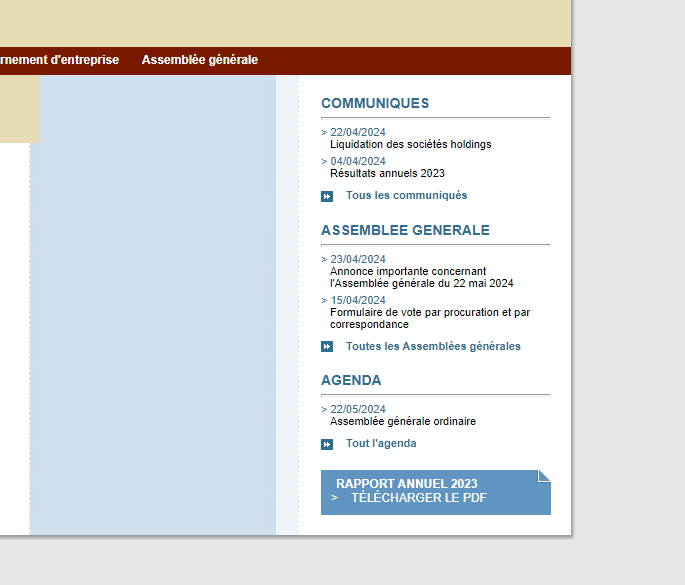 d'entreprise Assemblée générale
COMMUNIQUES
> 22/04/2024
Liquidation des sociétés holdings
> 04/04/2024
Résultats annuels 2023
Tous les communiqués
ASSEMBLEE GENERALE
> 23/04/2024
Annonce importante concernant
l'Assemblée générale du 22 mai 2024
> 15/04/2024
Formulaire de vote par procuration et par
correspondance
Toutes les Assemblées générales
AGENDA
> 22/05/2024
Assemblée générale ordinaire
Tout l'agenda
RAPPORT ANNUEL 2023
> TÉLÉCHARGER LE PDF